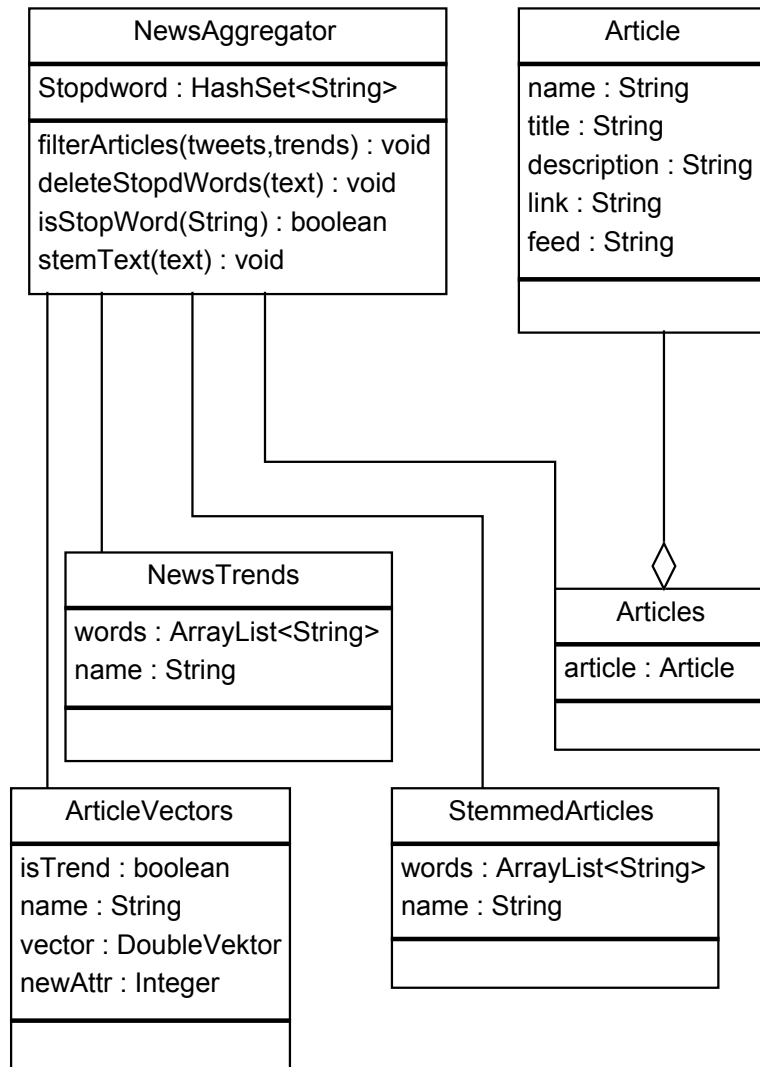 NewsAggregator
Stopdword : HashSet<String>
filterArticles(tweets,trends) : void
deleteStopdWords(text) : void
isStopWord(String) : boolean
stemText(text) : void
Article
name : String
title : String
description : String
link : String
feed : String
NewsTrends
words : ArrayList<String>
name : String
Articles
article : Article
ArticleVectors
isTrend : boolean
name : String
vector : DoubleVektor
newAttr : Integer
StemmedArticles
words : ArrayList<String>
name : String